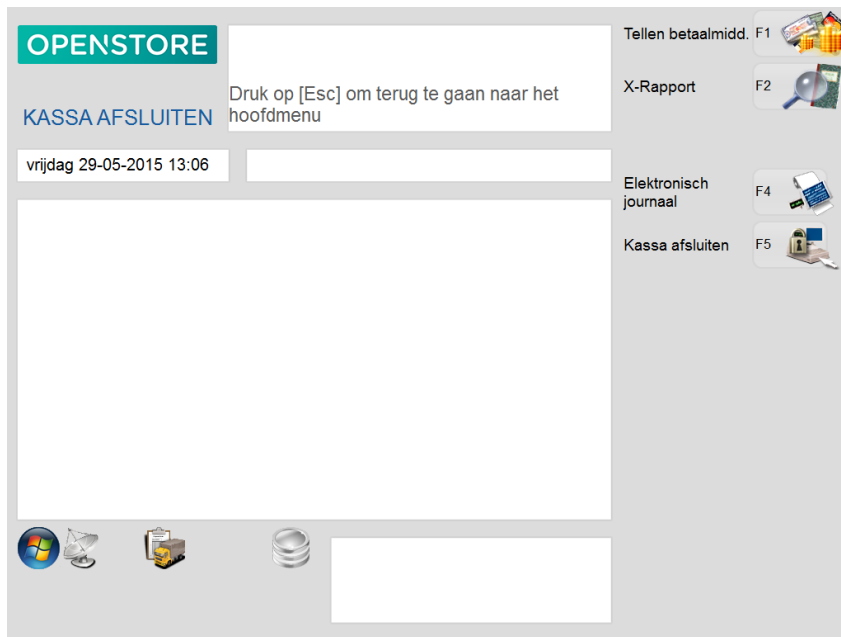 OPENSTORE
KASSA AFSLUITEN
Druk op [Esc] om terug te gaan naar het
hoofdmenu
vrijdag 29-05-2015 13:06
Tellen betaalmidd. F1
X-Rapport F2
Elektronisch
journaal
F4
Kassa afsluiten F5